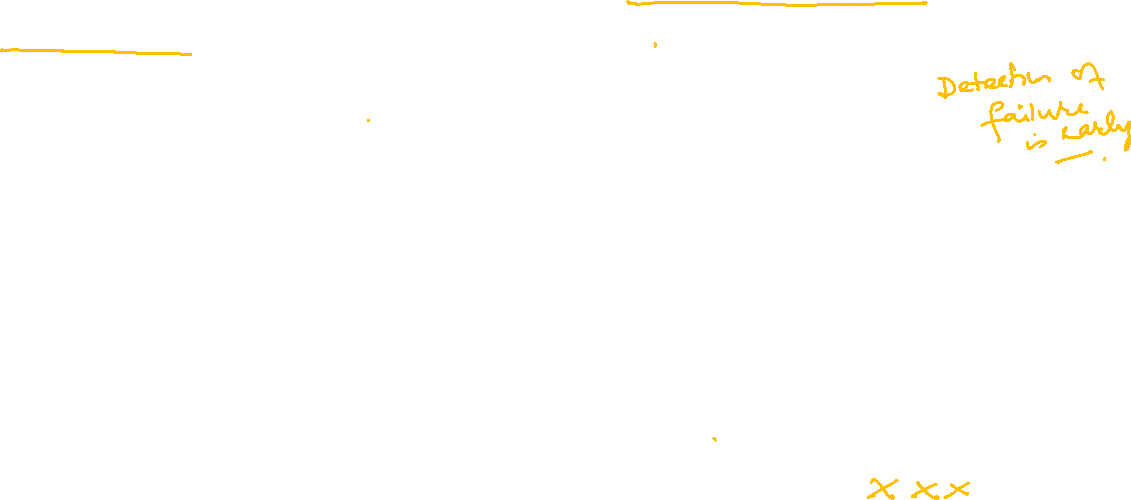 Detection of
failure
is early
x x x